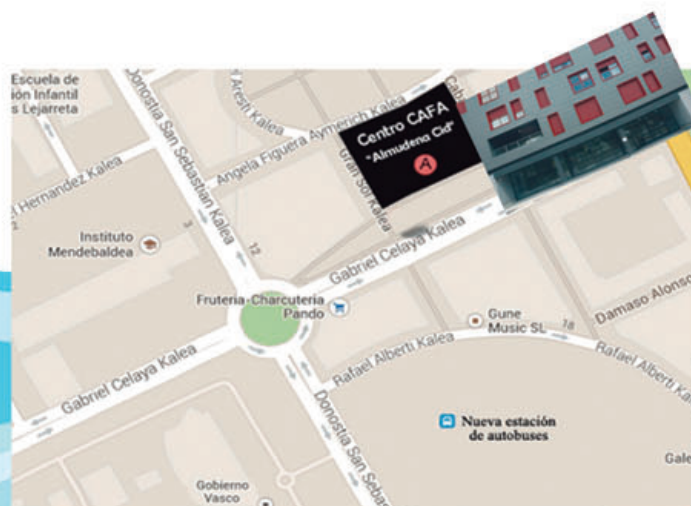 Escuela de
ión Infantil
s Lejarreta
Donostia San Sebastian Kalea
el Aresti Kalea
Angela Figuera Aymerich Kalea
Cab
Centro CAFA
"Almudena Cid"
A
Gran Sol Kalea
Hernandez Kalea
Instituto
Mendebaldea
12
Gabriel Celaya Kalea
Fruteria-Charcuteria
Pando
Gune
Music SL
18
Damaso Alonso
Rafael Alberti Kalea
Rafael Alberti Ka
Gabriel Celaya Kalea
Donostia San Sebas
Nueva estación
de autobuses
Gale
Gobierno
Vasco